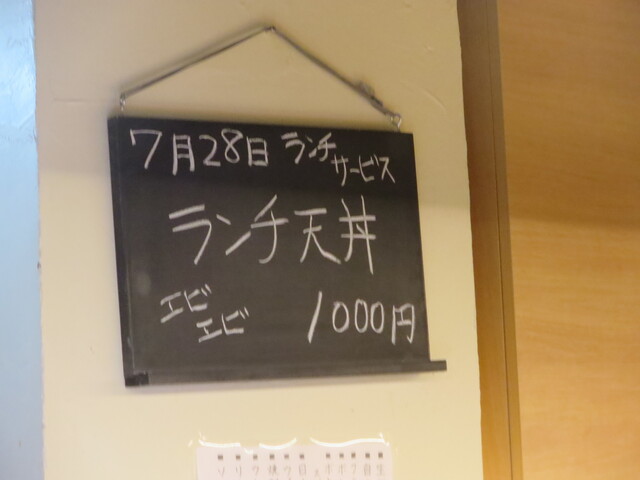 7月28日 ランチ
サービス
ランチ天丼
エビ
エビ 1000円